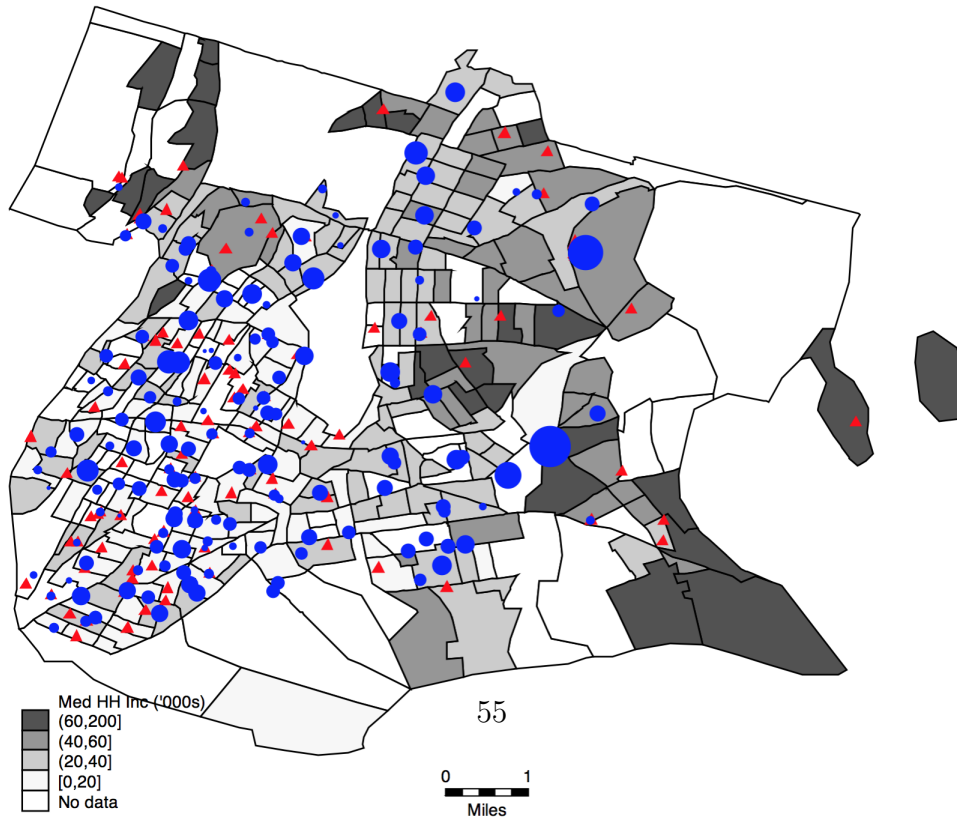 55
Med HH Inc ('000s)
(60,200]
(40,60]
(20,40]
[0,20]
No data
0 1
Miles